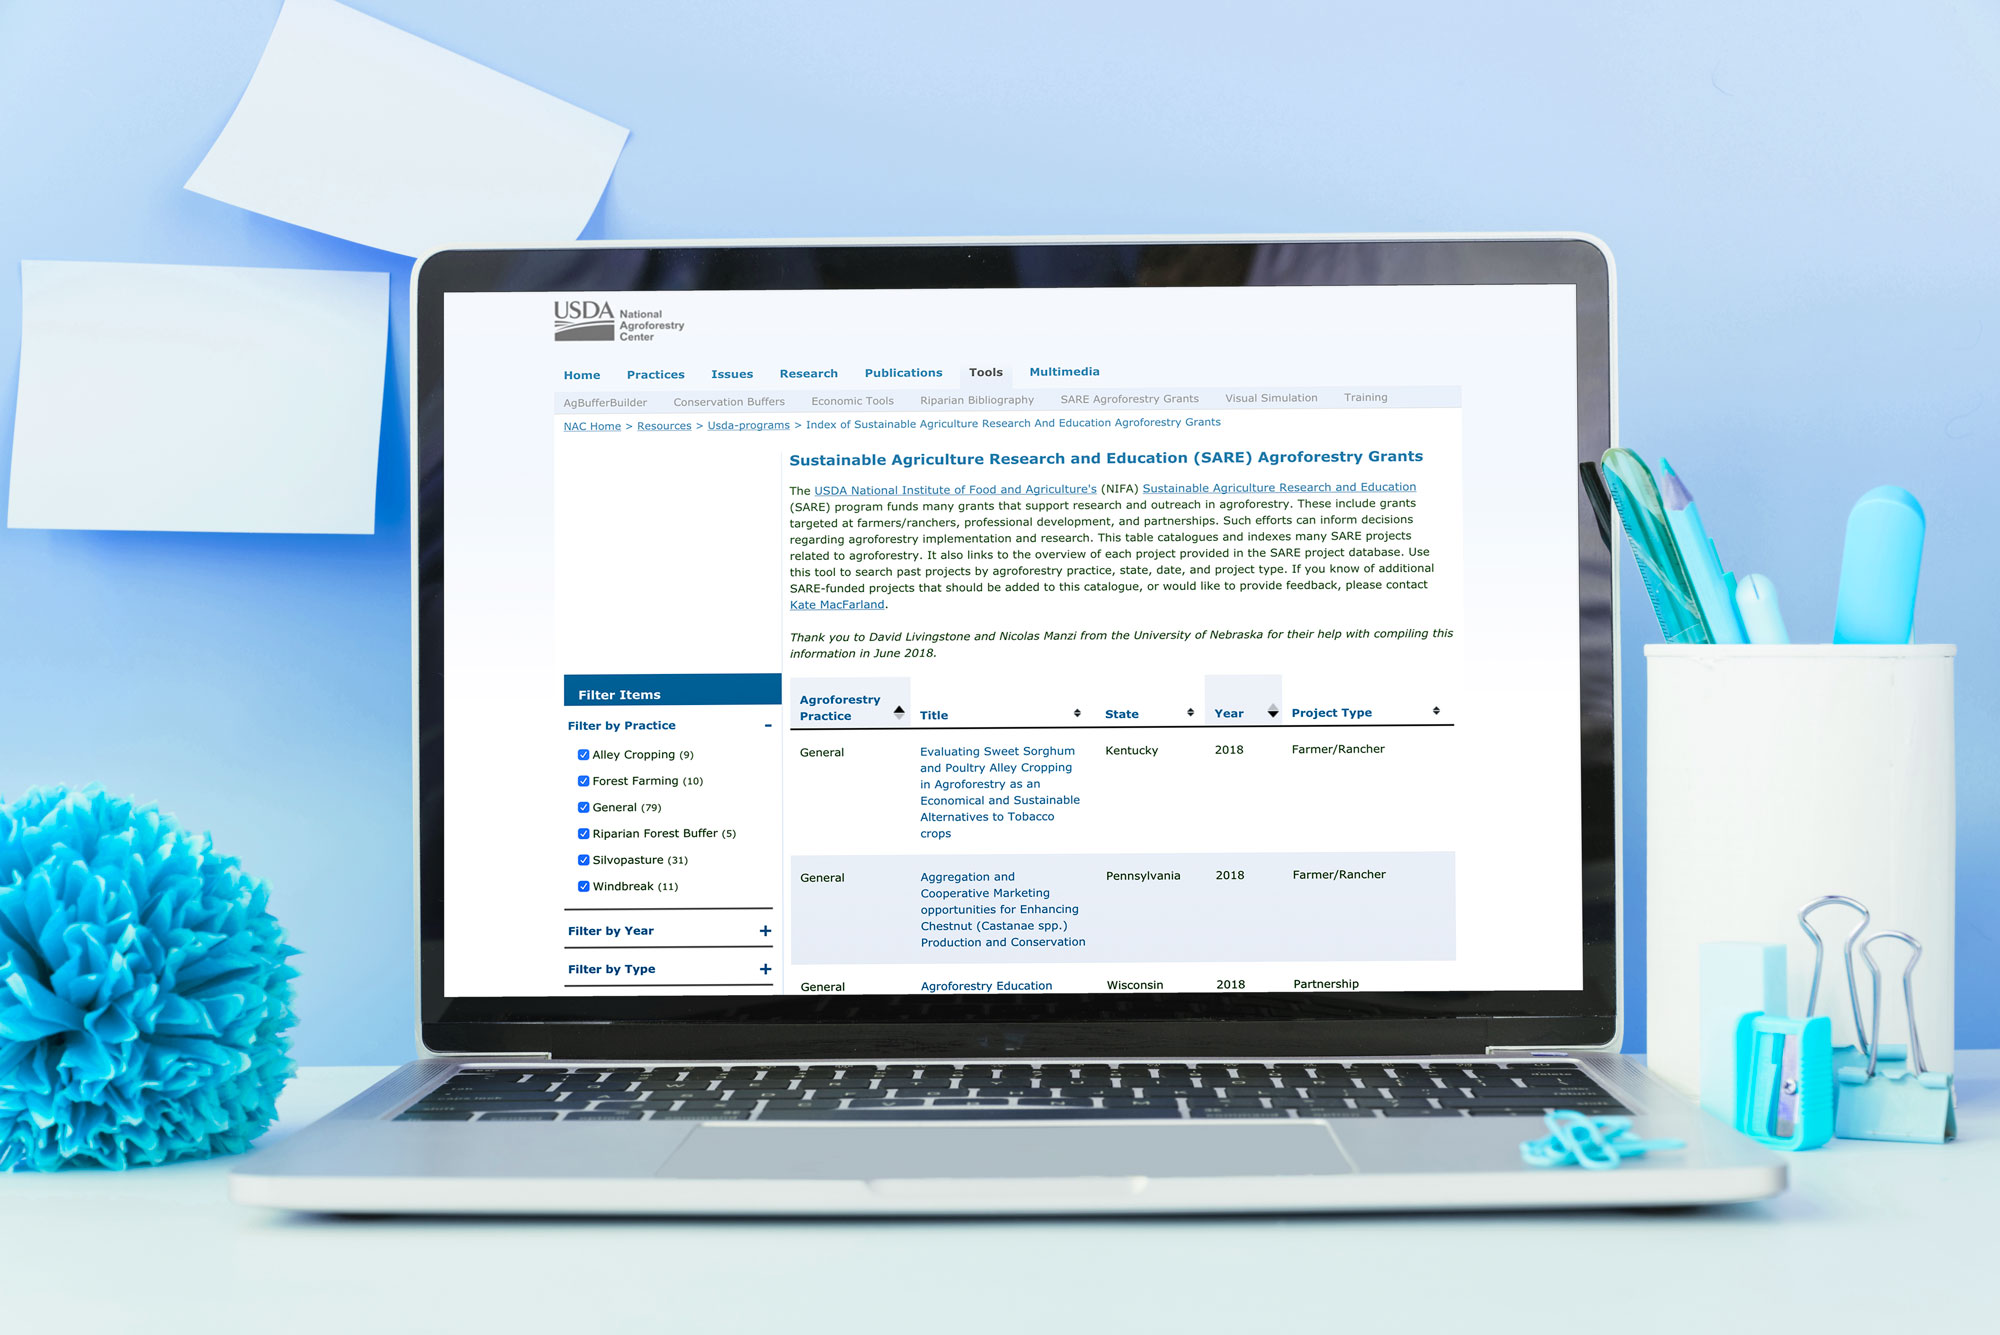 USDA National
Agroforestry
Center
Home Practices Issues Research Publications Tools Multimedia
AgBufferBuilder Conservation Buffers Economic Tools Riparian Bibliography SARE Agroforestry Grants Visual Simulation Training
NAC Home > Resources > Usda-programs > Index of Sustainable Agriculture Research And Education Agroforestry Grants
Sustainable Agriculture Research and Education (SARE) Agroforestry Grants
The USDA National Institute of Food and Agriculture's (NIFA) Sustainable Agriculture Research and Education
(SARE) program funds many grants that support research and outreach in agroforestry. These include grants
targeted at farmers/ranchers, professional development, and partnerships. Such efforts can inform decisions
regarding agroforestry implementation and research. This table catalogues and indexes many SARE projects
related to agroforestry. It also links to the overview of each project provided in the SARE project database. Use
this tool to search past projects by agroforestry practice, state, date, and project type. If you know of additional
SARE-funded projects that should be added to this catalogue, or would like to provide feedback, please contact
Kate MacFarland.
Thank you to David Livingstone and Nicolas Manzi from the University of Nebraska for their help with compiling this
information in June 2018.
Filter Items
Filter by Practice -
Alley Cropping (9)
Forest Farming (10)
General (79)
Riparian Forest Buffer (5)
Silvopasture (31)
Windbreak (11)
Filter by Year +
Filter by Type +
Agroforestry
Practice Title State Year Project Type
General Evaluating Sweet Sorghum Kentucky 2018 Farmer/Rancher
and Poultry Alley Cropping
in Agroforestry as an
Economical and Sustainable
Alternatives to Tobacco
crops
General Aggregation and Pennsylvania 2018 Farmer/Rancher
Cooperative Marketing
opportunities for Enhancing
Chestnut (Castanae spp.)
Production and Conservation
General Agroforestry Education Wisconsin 2018 Partnership